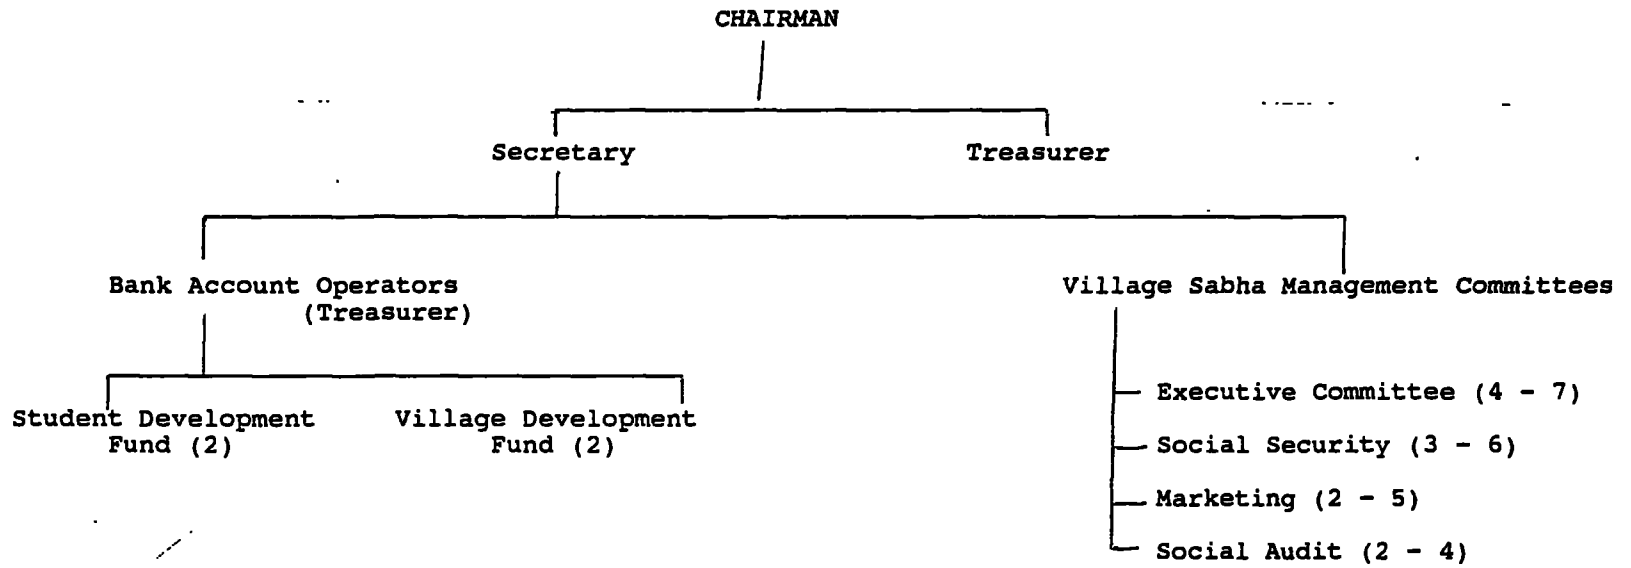 CHAIRMAN
Secretary
Treasurer
Bank Account Operators
(Treasurer)
Village Sabha Management Committees
Student Development
Fund (2)
Village Development
Fund (2)
Executive Committee (4 - 7)
Social Security (3 - 6)
Marketing (2 - 5)
Social Audit (2 - 4)